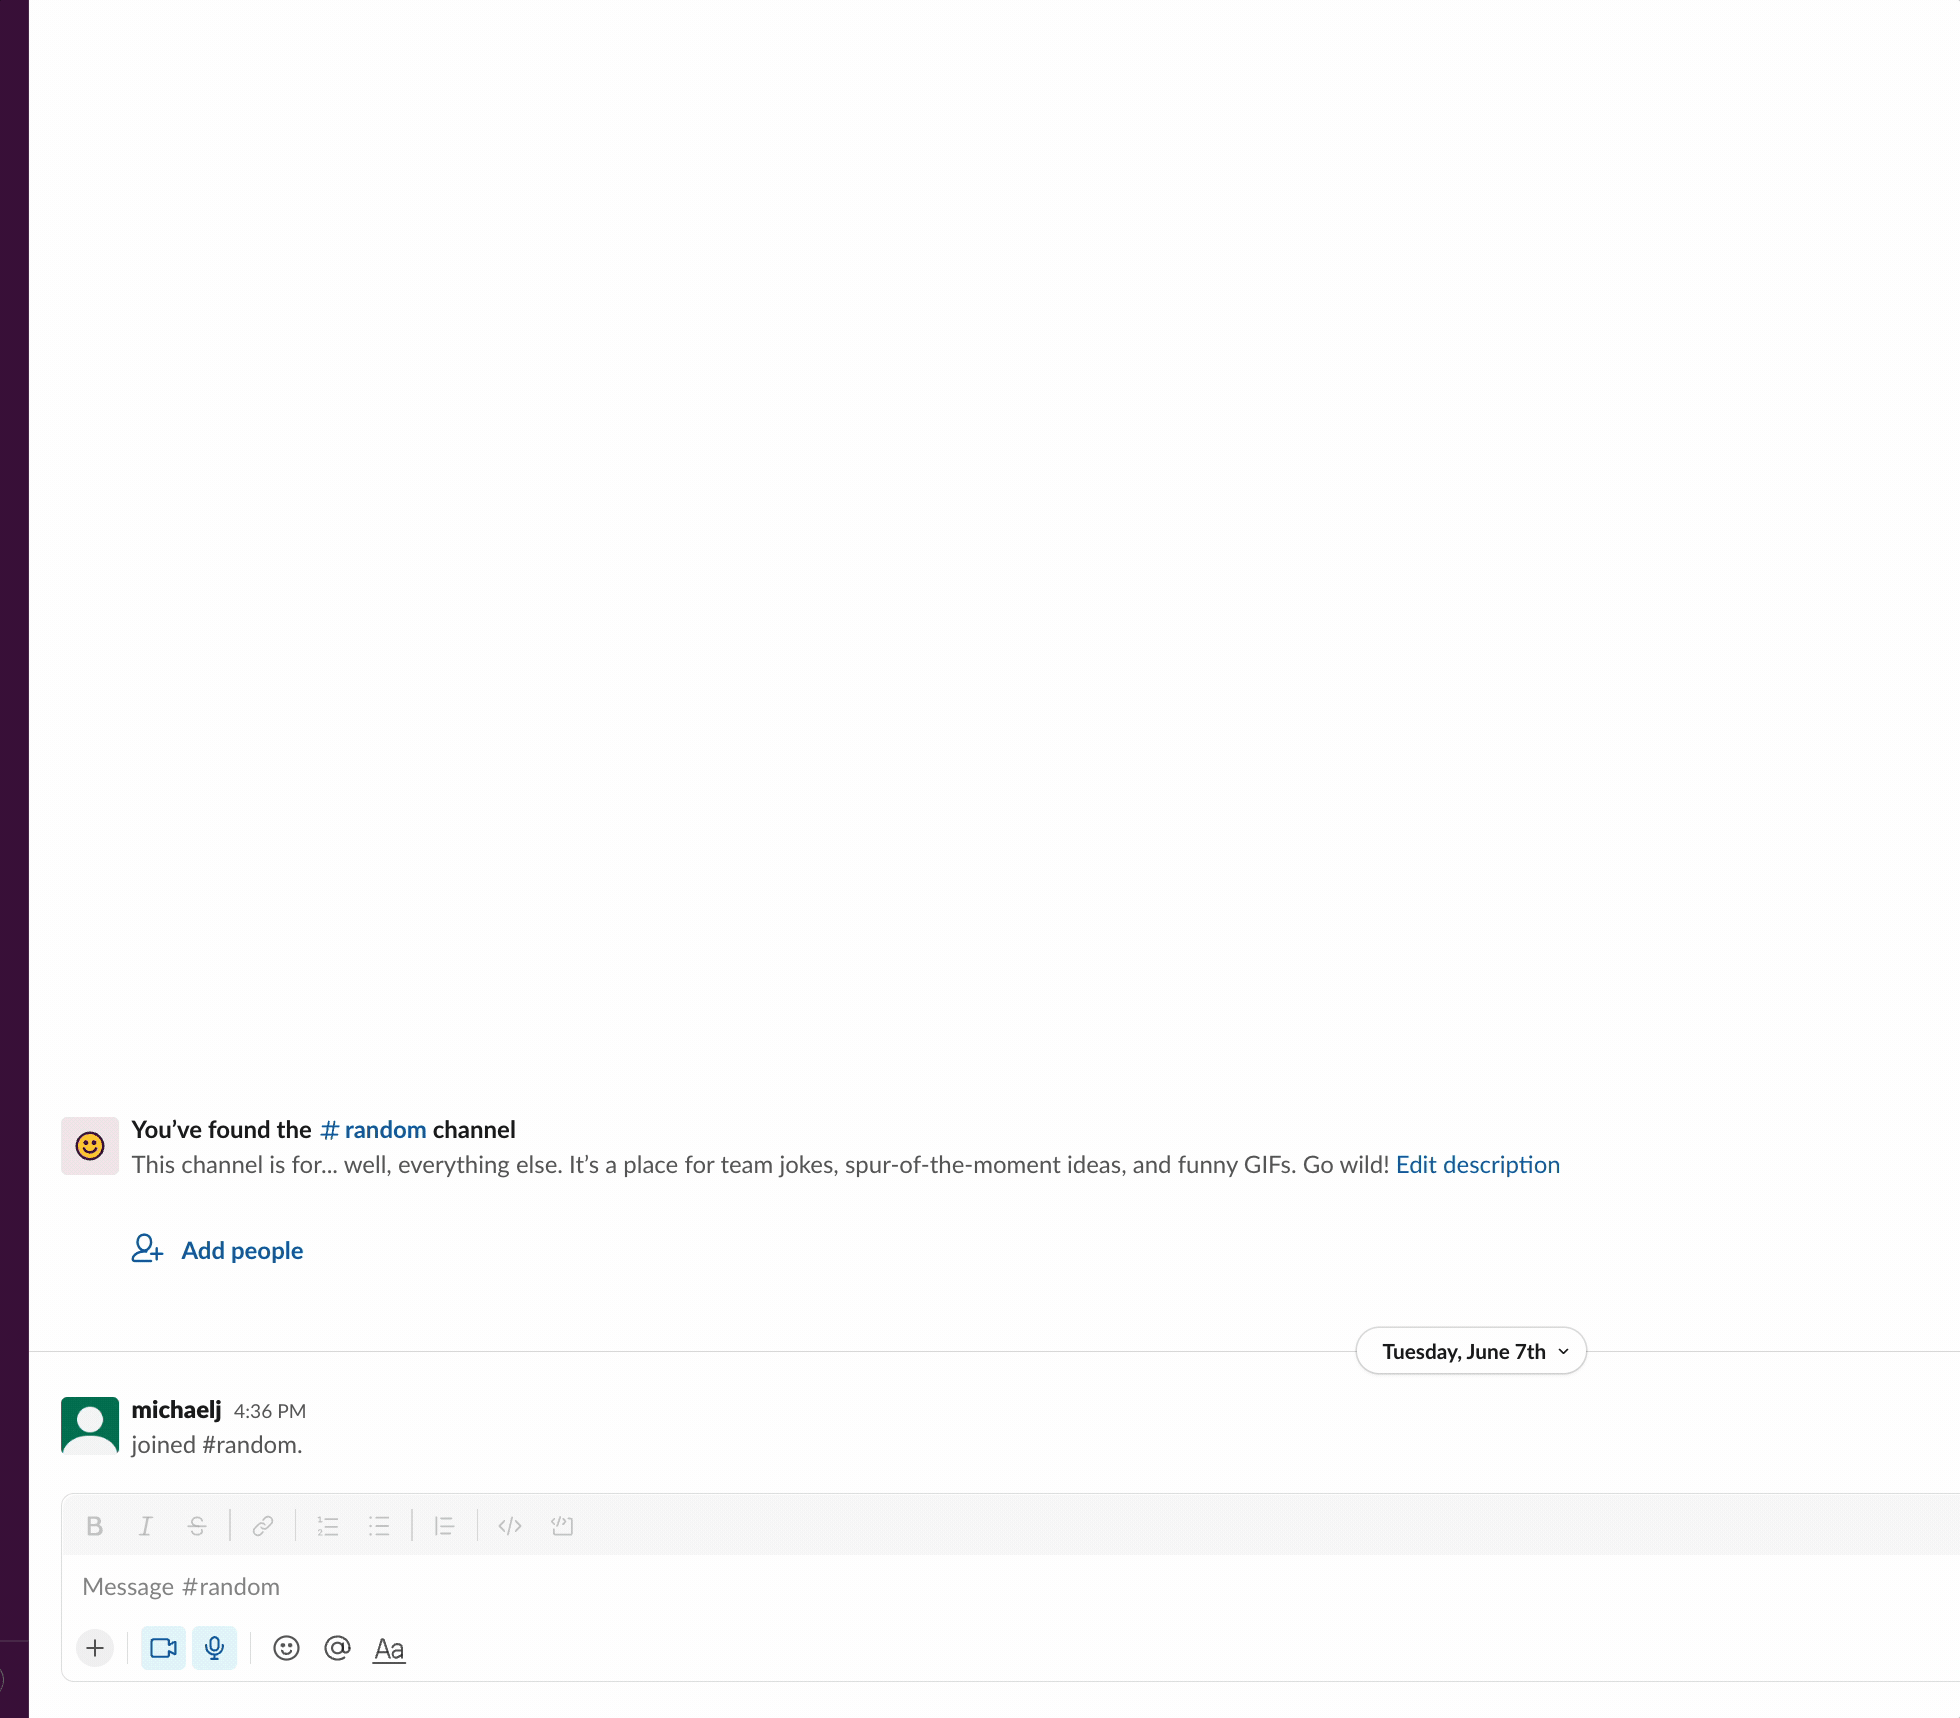 You’ve found the #random channel
This channel is for... well, everything else. It’s a place for team jokes, spur-of-the-moment ideas, and funny GIFs. Go wild! Edit description
Add people
Tuesday, June 7th
michaelj 4:36 PM
joined #random.
B I S
Message #random
Aa